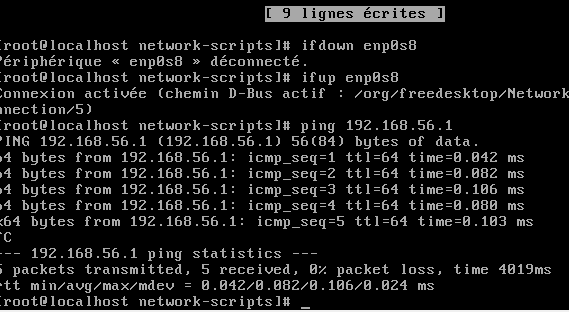 [ 9 lignes écrites ]
[root@localhost network-scripts]# ifdown enp0s8
Périphérique « enp0s8 » déconnecté.
[root@localhost network-scripts]# ifup enp0s8
Connexion activée (chemin D-Bus actif : /org/freedesktop/Network
nnection/5)
[root@localhost network-scripts]# ping 192.168.56.1
PING 192.168.56.1 (192.168.56.1) 56(84) bytes of data.
64 bytes from 192.168.56.1: icmp_seq=1 ttl=64 time=0.042 ms
64 bytes from 192.168.56.1: icmp_seq=2 ttl=64 time=0.082 ms
64 bytes from 192.168.56.1: icmp_seq=3 ttl=64 time=0.106 ms
64 bytes from 192.168.56.1: icmp_seq=4 ttl=64 time=0.080 ms
x64 bytes from 192.168.56.1: icmp_seq=5 ttl=64 time=0.103 ms
^C
--- 192.168.56.1 ping statistics ---
5 packets transmitted, 5 received, 0% packet loss, time 4019ms
rtt min/avg/max/mdev = 0.042/0.082/0.106/0.024 ms
[root@localhost network-scripts]# _